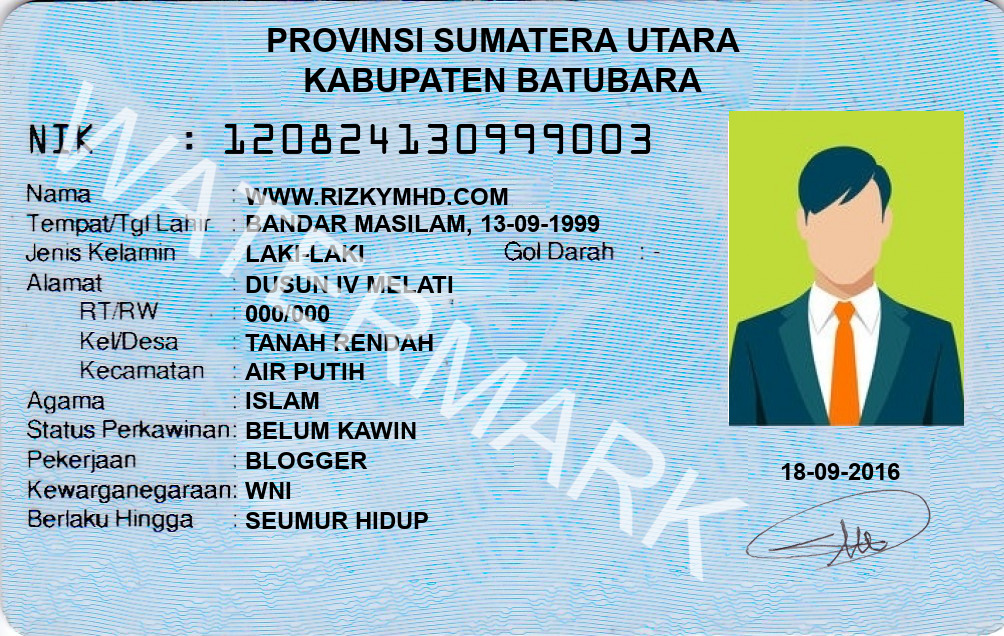 PROVINSI SUMATERA UTARA
KABUPATEN BATUBARA
NIK : 120824130999003
Nama : WWW.RIZKYMHD.COM
Tempat/Tgl Lahir : BANDAR MASILAM, 13-09-1999
Jenis Kelamin : LAKI-LAKI Gol Darah : -
Alamat : DUSUN IV MELATI
RT/RW : 000/000
Kel/Desa : TANAH RENDAH
Kecamatan : AIR PUTIH
Agama : ISLAM
Status Perkawinan: BELUM KAWIN
Pekerjaan : BLOGGER
Kewarganegaraan: WNI
Berlaku Hingga : SEUMUR HIDUP
18-09-2016
WATERMARK